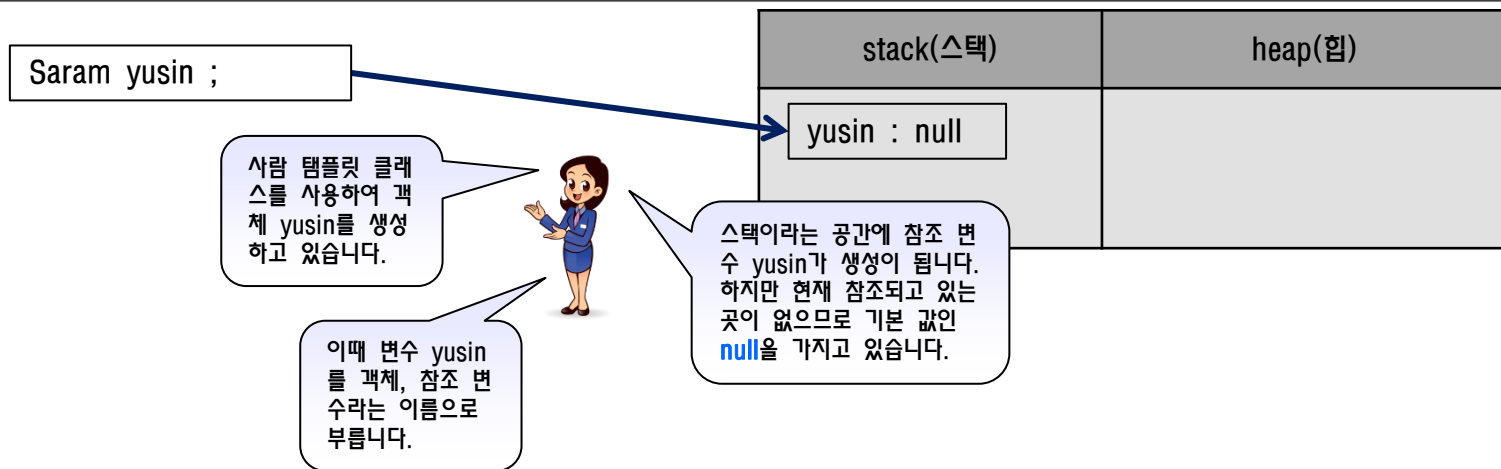 Saram yusin ;
stack(스택)
heap(힙)
yusin : null
사람 탬플릿 클래
스를 사용하여 객
체 yusin를 생성
하고 있습니다.
스택이라는 공간에 참조 변
수 yusin가 생성이 됩니다.
하지만 현재 참조되고 있는
곳이 없으므로 기본 값인
null을 가지고 있습니다.
이때 변수 yusin
를 객체, 참조 변
수라는 이름으로
부릅니다.